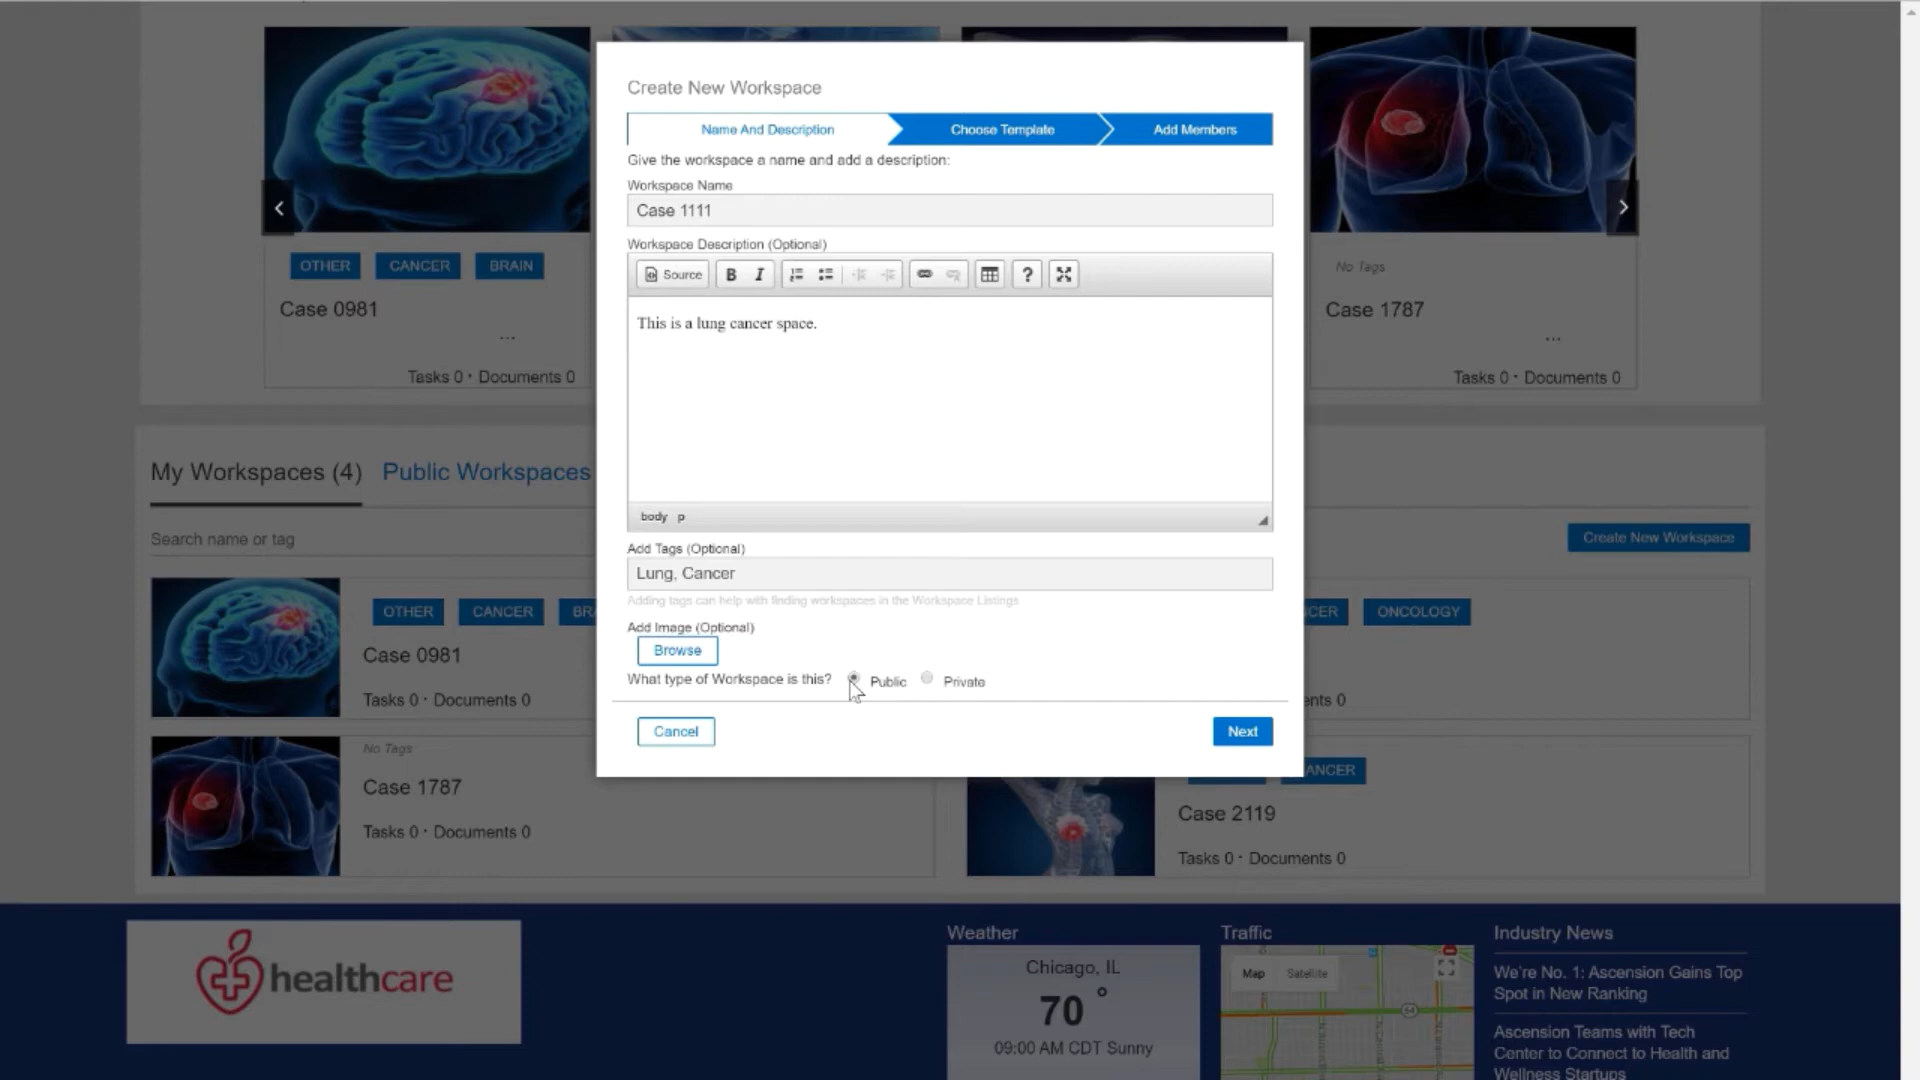 OTHER CANCER BRAIN
Case 0981
...
Tasks 0 · Documents 0
No Tags
Case 1787
...
Tasks 0 · Documents 0
Create New Workspace
Name And Description Choose Template Add Members
Give the workspace a name and add a description:
Workspace Name
Case 1111
Workspace Description (Optional)
Source B I ?
This is a lung cancer space.
body p
Add Tags (Optional)
Lung, Cancer
Adding tags can help with finding workspaces in the Workspace Listings
Add Image (Optional)
Browse
What type of Workspace is this? Public Private
Cancel Next
My Workspaces (4) Public Workspaces
Search name or tag
Create New Workspace
OTHER CANCER
Case 0981
Tasks 0 · Documents 0
ONCOLOGY
No Tags
Case 1787
Tasks 0 · Documents 0
Case 2119
Tasks 0 · Documents 0
healthcare
Weather
Chicago, IL
70 °
09:00 AM CDT Sunny
Traffic
Map Satellite
Industry News
We're No. 1: Ascension Gains Top
Spot in New Ranking
Ascension Teams with Tech
Center to Connect to Health and
Wellness Startups